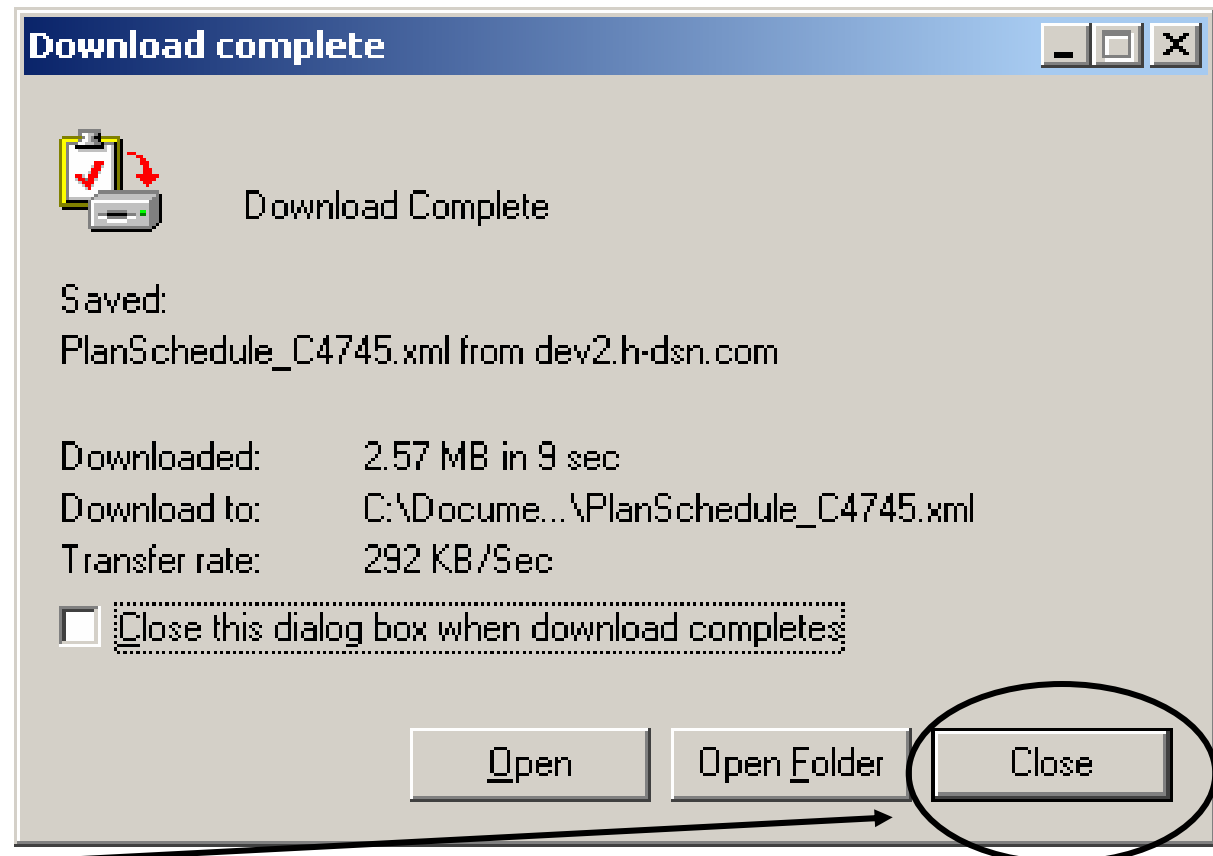 Download complete
Download Complete
Saved:
PlanSchedule_C4745.xml from dev2.h-dsn.com
Downloaded: 2.57 MB in 9 sec
Download to: C:\Docume...\PlanSchedule_C4745.xml
Transfer rate: 292 KB/Sec
Close this dialog box when download completes
Open Open Folder Close